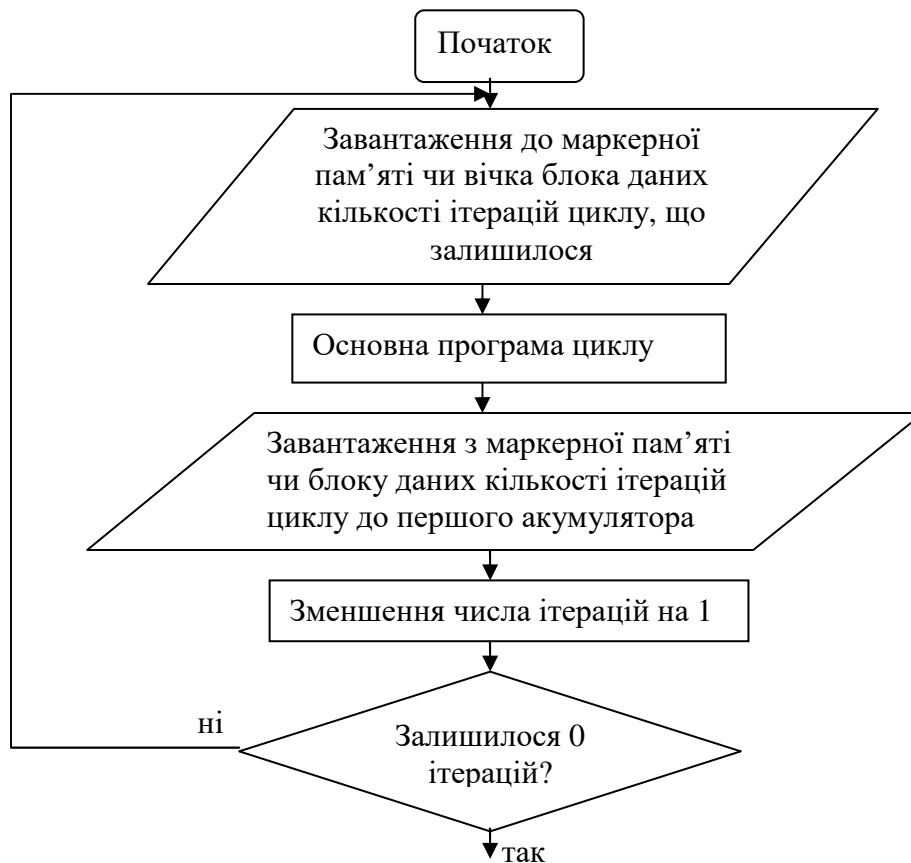 Початок
Завантаження до маркерної
пам’яті чи вічка блока даних
кількості ітерацій циклу, що
залишилося
Основна програма циклу
Завантаження з маркерної пам’яті
чи блоку даних кількості ітерацій
циклу до першого акумулятора
Зменшення числа ітерацій на 1
ні
Залишилося 0
ітерацій?
так